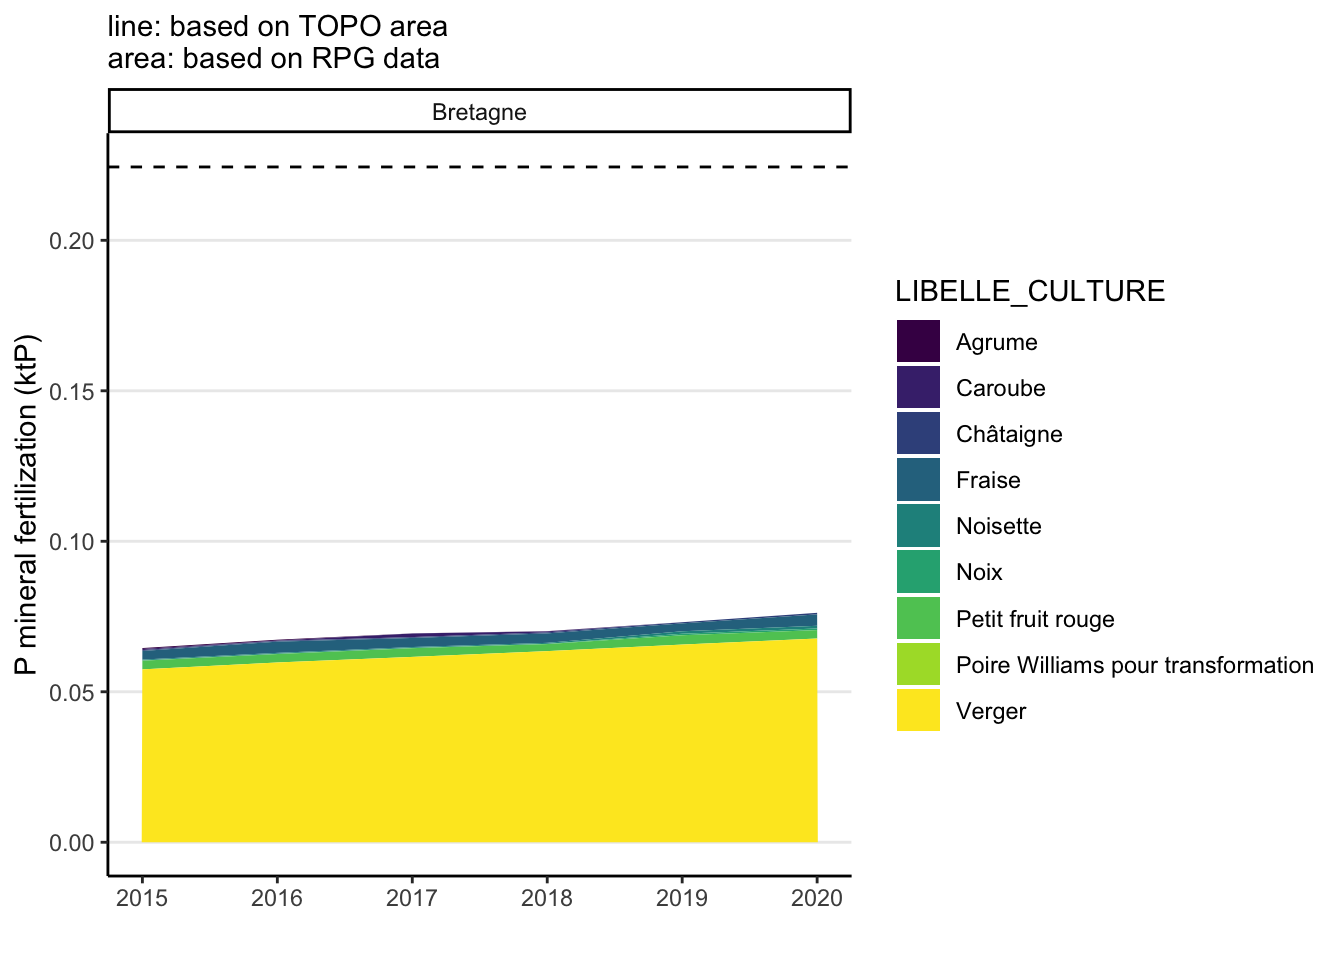 line: based on TOPO area
area: based on RPG data
Bretagne
P mineral fertilization (ktP)
0.20
0.15
0.10
0.05
0.00
2015 2016 2017 2018 2019 2020
LIBELLE_CULTURE
Agrume
Caroube
Châtaigne
Fraise
Noisette
Noix
Petit fruit rouge
Poire Williams pour transformation
Verger